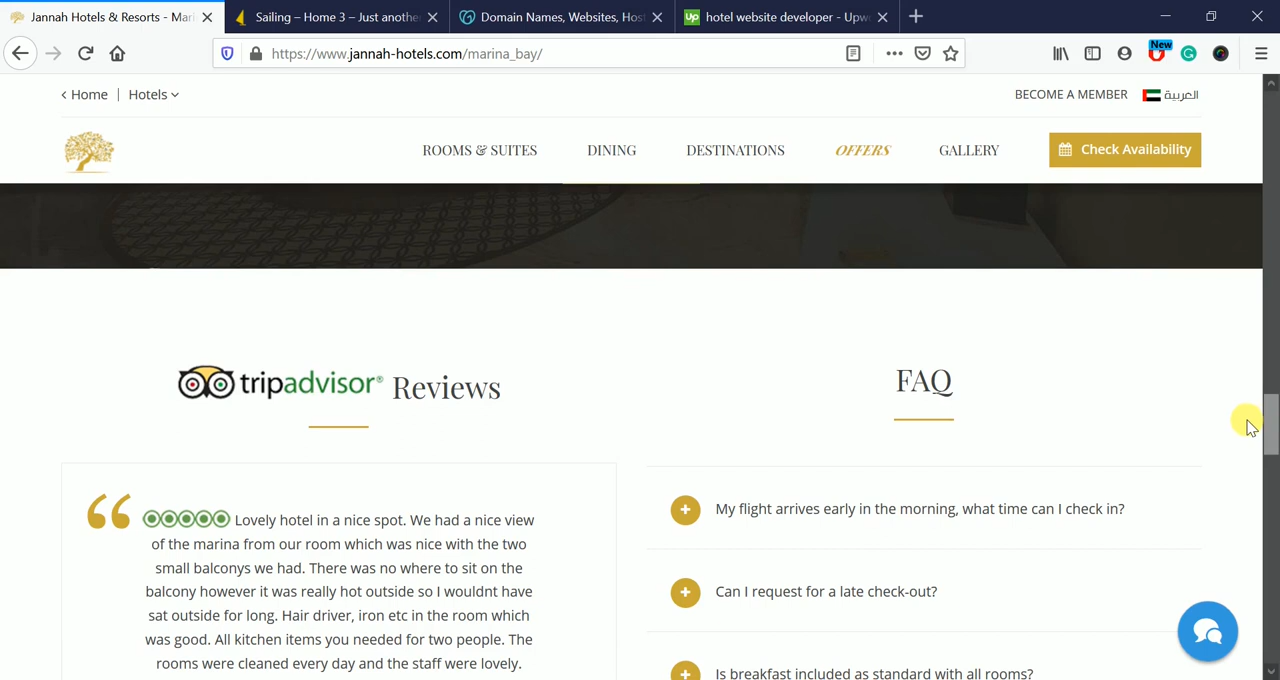 Jannah Hotels & Resorts - Mari
Sailing – Home 3 – Just anothe
Domain Names, Websites, Hos
Up hotel website developer - Upw
https://www.jannah-hotels.com/marina_bay/
New
Home | Hotels
BECOME A MEMBER العربية
ROOMS & SUITES DINING DESTINATIONS OFFERS GALLERY Check Availability
tripadvisor® Reviews
FAQ
Lovely hotel in a nice spot. We had a nice view
of the marina from our room which was nice with the two
small balconys we had. There was no where to sit on the
balcony however it was really hot outside so I wouldnt have
sat outside for long. Hair driver, iron etc in the room which
was good. All kitchen items you needed for two people. The
rooms were cleaned every day and the staff were lovely.
My flight arrives early in the morning, what time can I check in?
Can I request for a late check-out?
Is breakfast included as standard with all rooms?